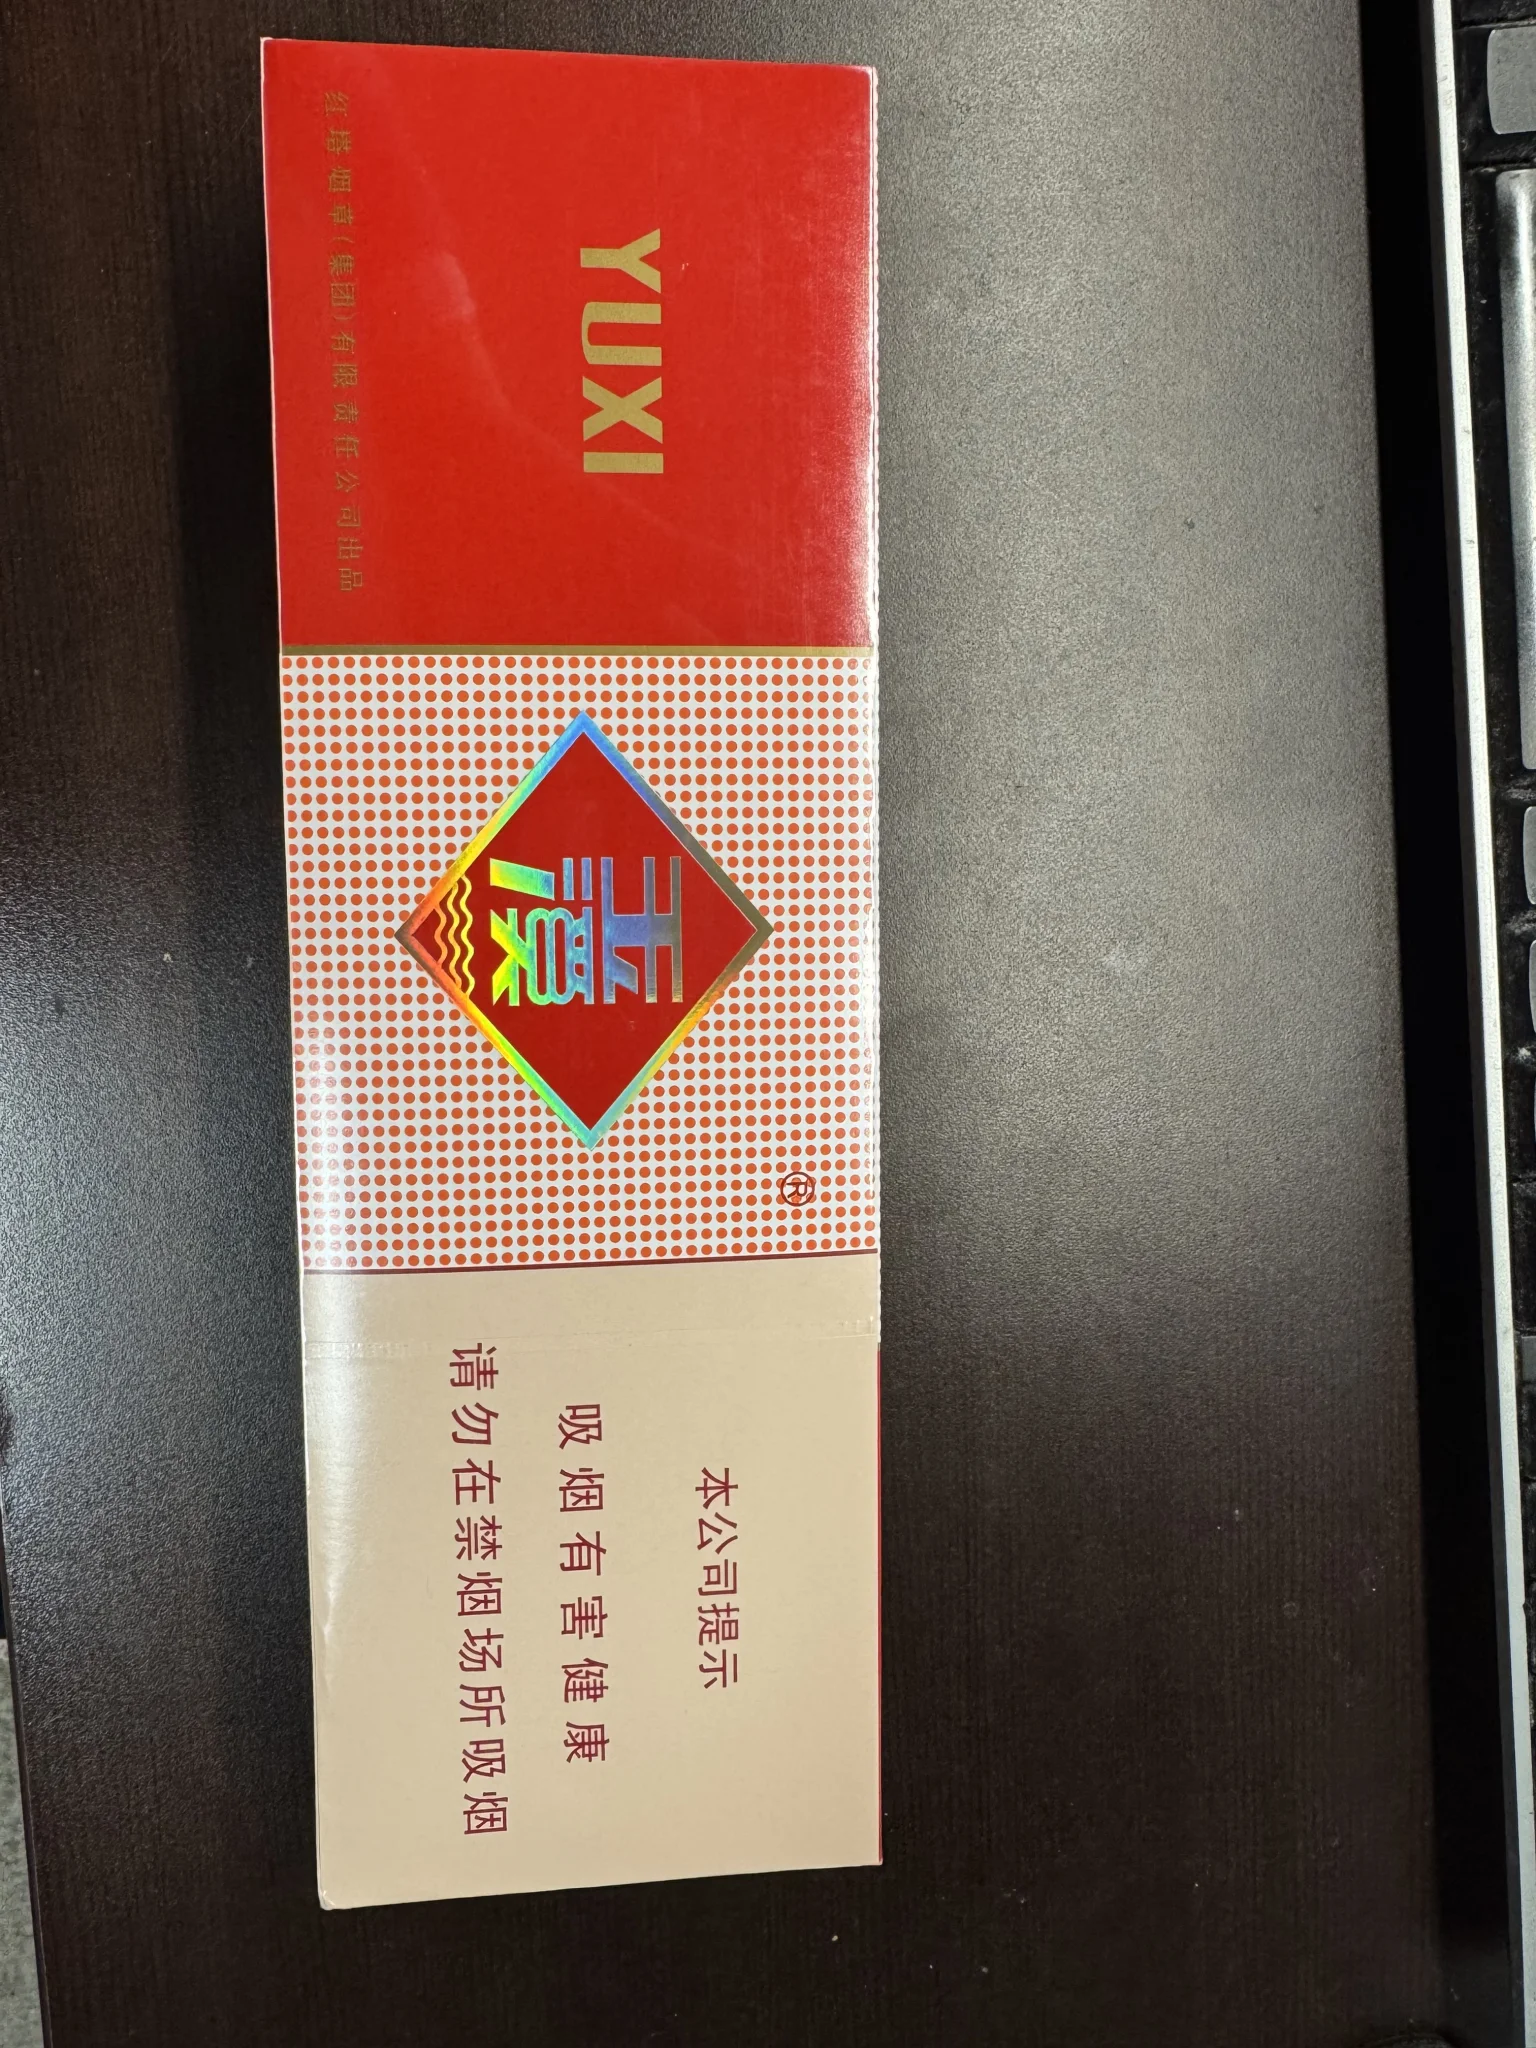 YUXI
红塔烟草(集团)有限责任公司出品
玉溪
®
本公司提示
吸烟有害健康
请勿在禁烟场所吸烟